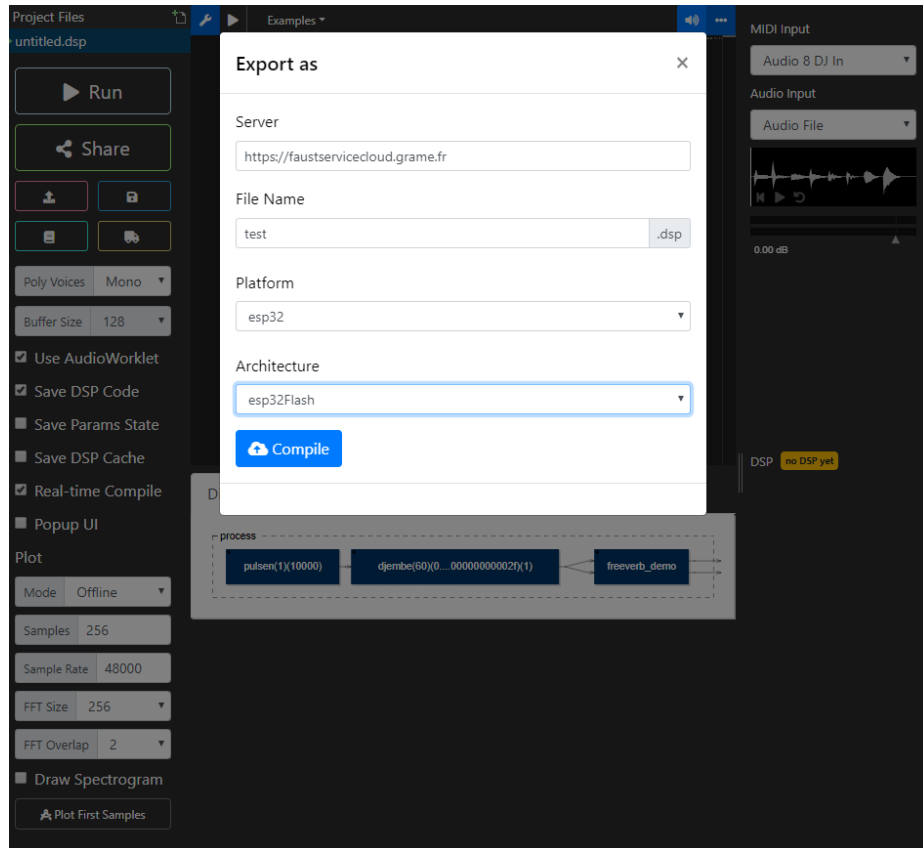 Project Files
untitled.dsp
Run
Share
Poly Voices Mono
Buffer Size 128
Use AudioWorklet
Save DSP Code
Save Params State
Save DSP Cache
Real-time Compile
Popup UI
Plot
Mode Offline
Samples 256
Sample Rate 48000
FFT Size 256
FFT Overlap 2
Draw Spectrogram
Plot First Samples
Examples
Export as
×
Server
https://faustservicecloud.grame.fr
File Name
test .dsp
Platform
esp32
Architecture
esp32Flash
Compile
D
process
pulsen(1)(10000)
djembe(60)(0....00000000002f)(1)
freeverb_demo
MIDI Input
Audio 8 DJ In
Audio Input
Audio File
0.00 dB
DSP no DSP yet